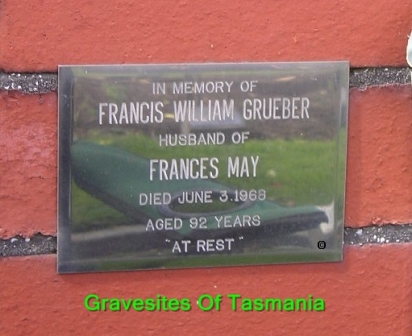 IN MEMORY OF
FRANCIS WILLIAM GRUEBER
HUSBAND OF
FRANCES MAY
DIED JUNE 3.1968
AGED 92 YEARS
"AT REST"
Gravesites Of Tasmania